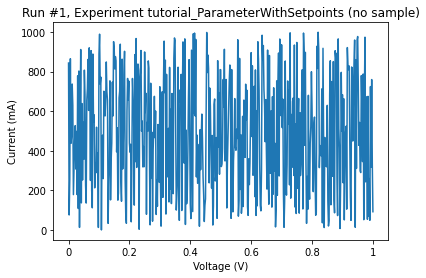 Run #1, Experiment tutorial_ParameterWithSetpoints (no sample)
1000
800
600
400
200
0
Current (mA)
0 0.2 0.4 0.6 0.8 1
Voltage (V)